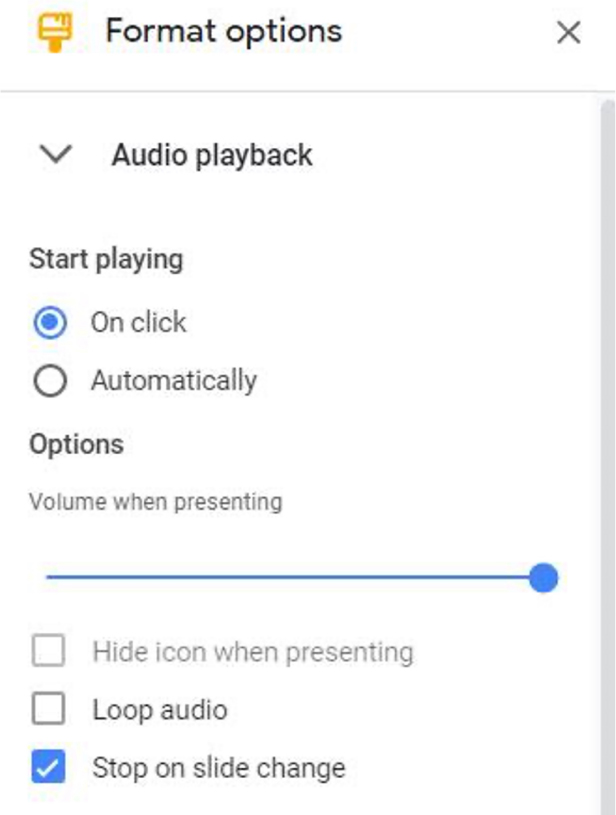 Format options
Audio playback
Start playing
On click
Automatically
Options
Volume when presenting
Hide icon when presenting
Loop audio
Stop on slide change